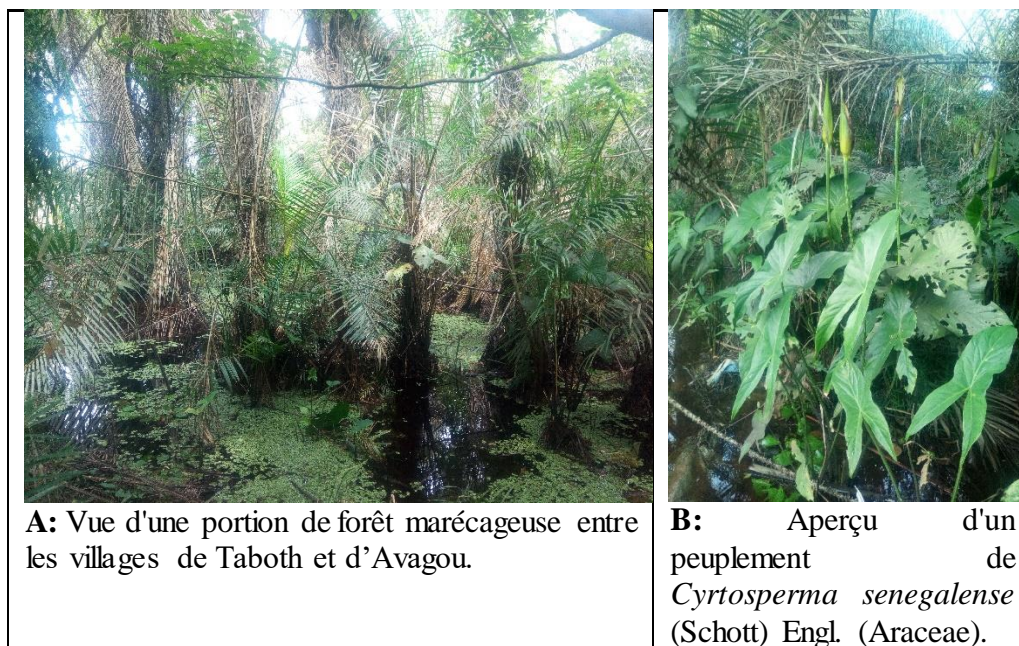 A: Vue d'une portion de forêt marécageuse entre
les villages de Taboth et d’Avagou.
B: Aperçu d'un
peuplement de
Cyrtosperma senegalense
(Schott) Engl. (Araceae).